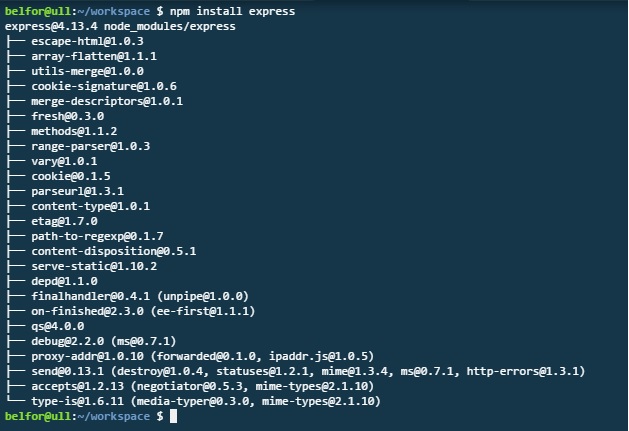 belfor@ull:~/workspace $ npm install express
express@4.13.4 node_modules/express
├── escape-html@1.0.3
├── array-flatten@1.1.1
├── utils-merge@1.0.0
├── cookie-signature@1.0.6
├── merge-descriptors@1.0.1
├── fresh@0.3.0
├── methods@1.1.2
├── range-parser@1.0.3
├── vary@1.0.1
├── cookie@0.1.5
├── parseurl@1.3.1
├── content-type@1.0.1
├── etag@1.7.0
├── path-to-regexp@0.1.7
├── content-disposition@0.5.1
├── serve-static@1.10.2
├── depd@1.1.0
├── finalhandler@0.4.1 (unpipe@1.0.0)
├── on-finished@2.3.0 (ee-first@1.1.1)
├── qs@4.0.0
├── debug@2.2.0 (ms@0.7.1)
├── proxy-addr@1.0.10 (forwarded@0.1.0, ipaddr.js@1.0.5)
├── send@0.13.1 (destroy@1.0.4, statuses@1.2.1, mime@1.3.4, ms@0.7.1, http-errors@1.3.1)
├── accepts@1.2.13 (negotiator@0.5.3, mime-types@2.1.10)
└── type-is@1.6.11 (media-typer@0.3.0, mime-types@2.1.10)
belfor@ull:~/workspace $